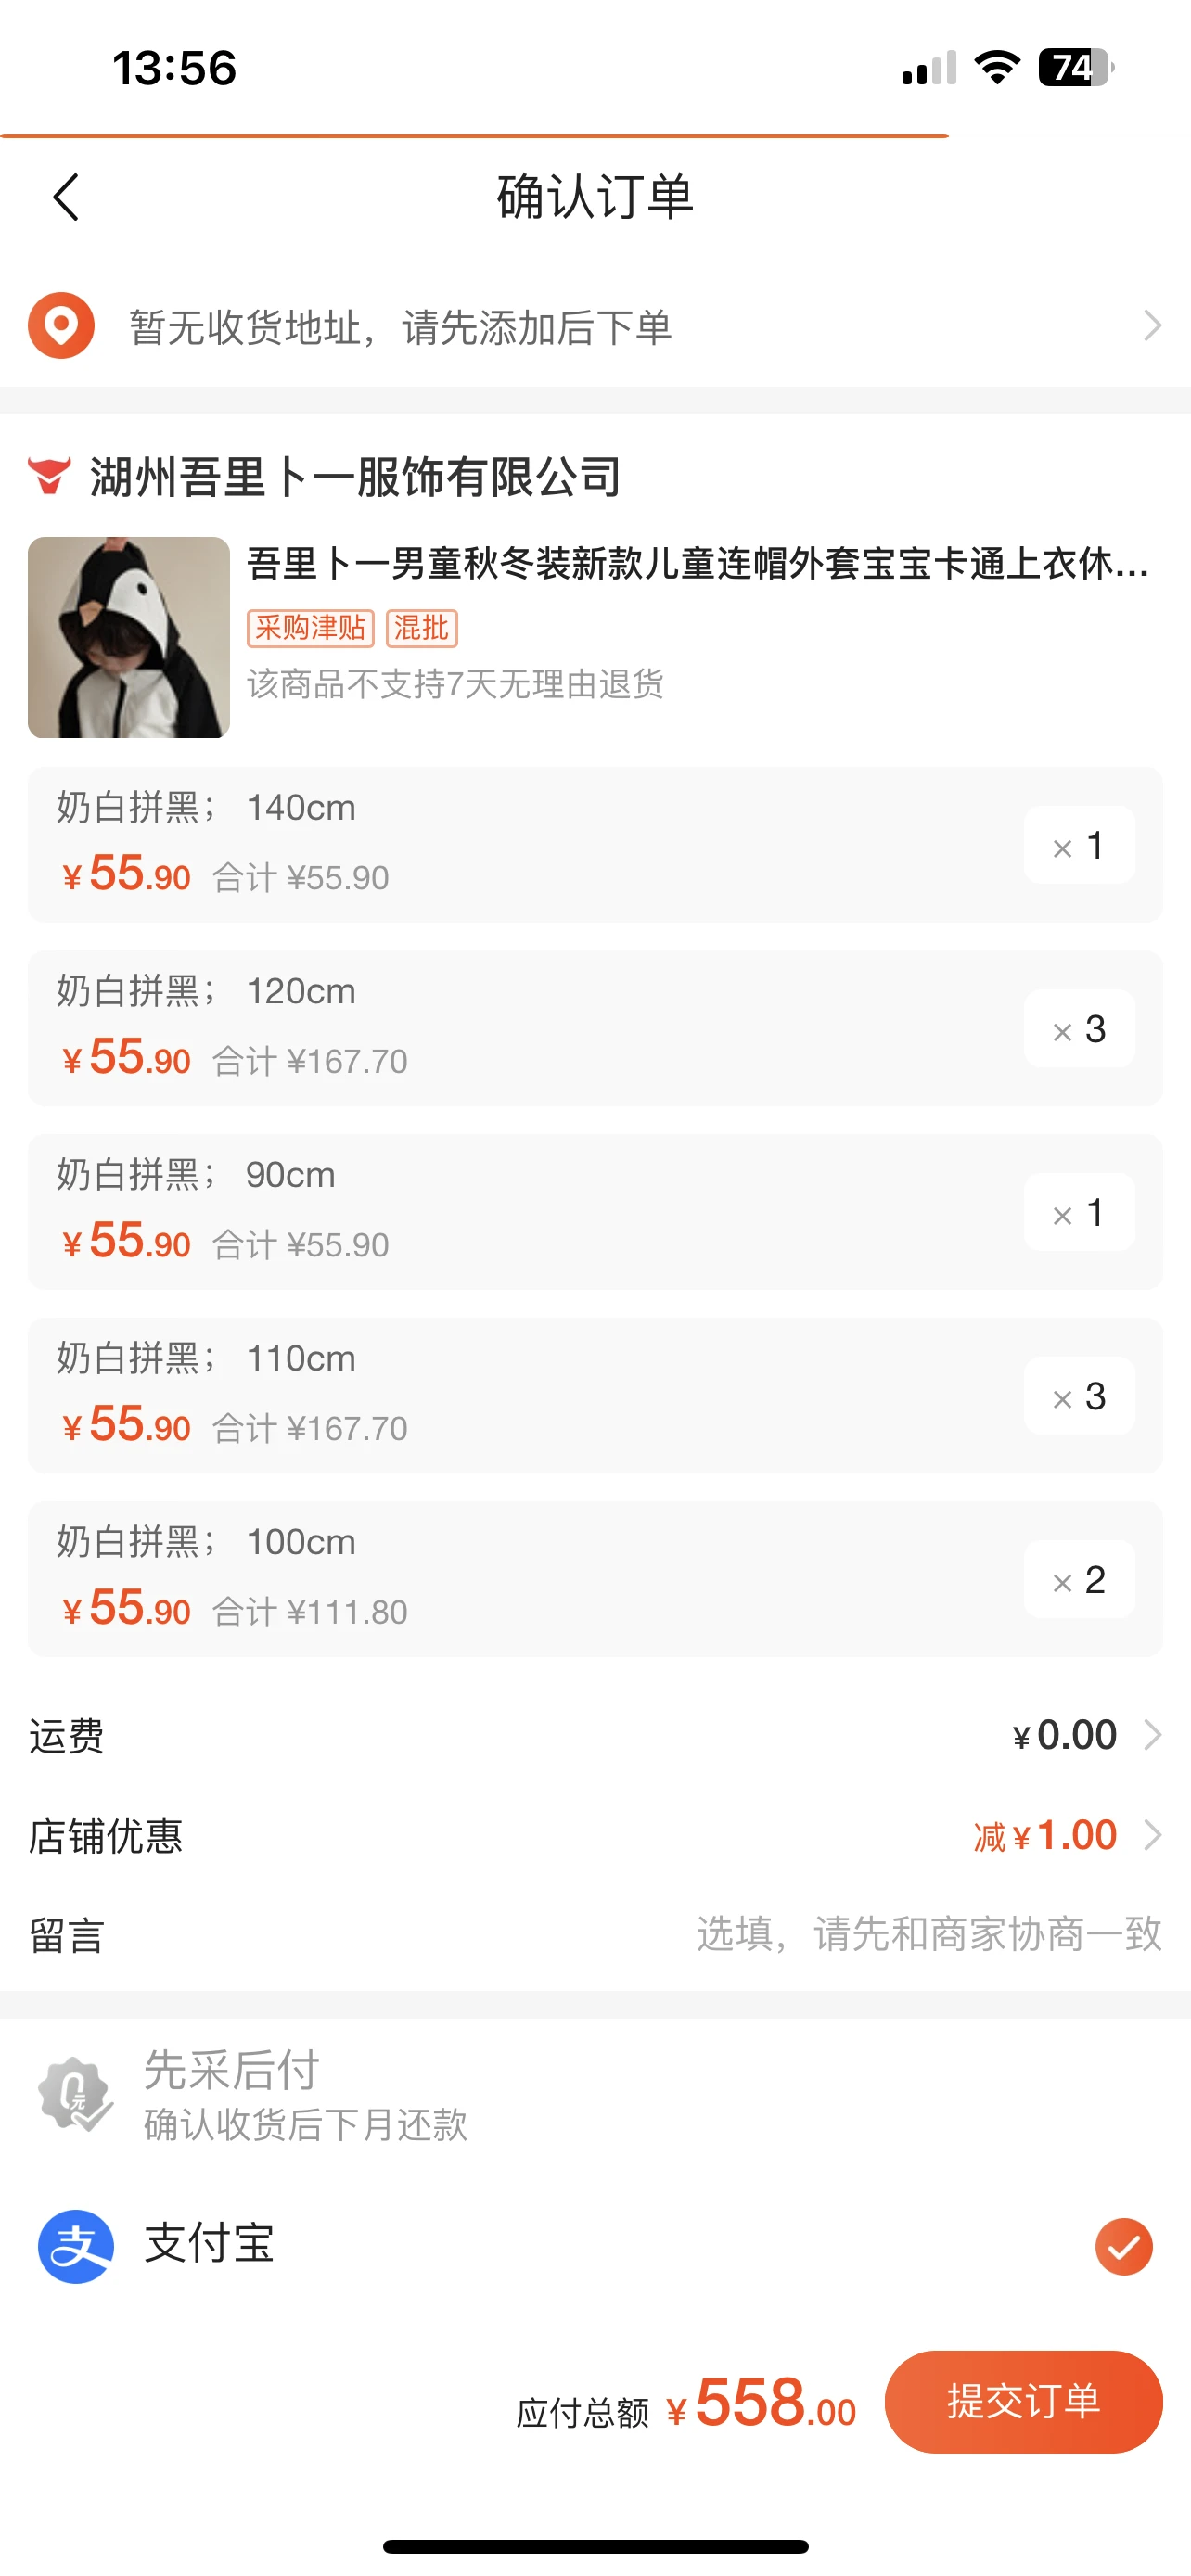 13:56
74
确认订单
暂无收货地址，请先添加后下单
湖州吾里卜一服饰有限公司
吾里卜一男童秋冬装新款儿童连帽外套宝宝卡通上衣休...
采购津贴 混批
该商品不支持7天无理由退货
奶白拼黑； 140cm
¥55.90 合计 ¥55.90
× 1
奶白拼黑； 120cm
¥55.90 合计 ¥167.70
× 3
奶白拼黑； 90cm
¥55.90 合计 ¥55.90
× 1
奶白拼黑； 110cm
¥55.90 合计 ¥167.70
× 3
奶白拼黑； 100cm
¥55.90 合计 ¥111.80
× 2
运费 ¥0.00
店铺优惠 减¥1.00
留言 选填，请先和商家协商一致
0元
先采后付
确认收货后下月还款
支 支付宝
应付总额 ¥558.00 提交订单